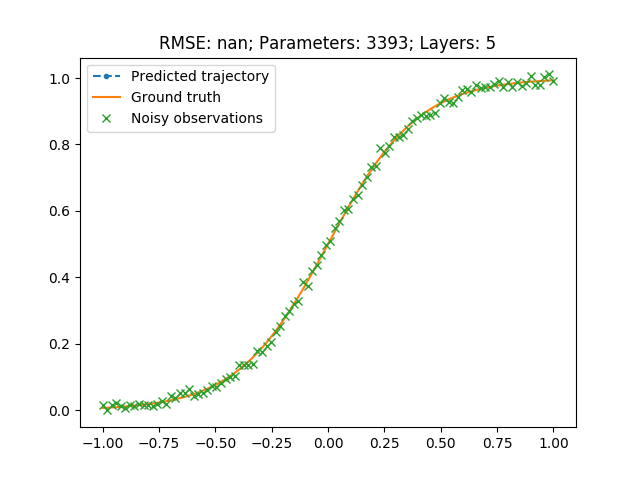 RMSE: nan; Parameters: 3393; Layers: 5
Predicted trajectory
Ground truth
Noisy observations
1.0
0.8
0.6
0.4
0.2
0.0
−1.00 −0.75 −0.50 −0.25 0.00 0.25 0.50 0.75 1.00